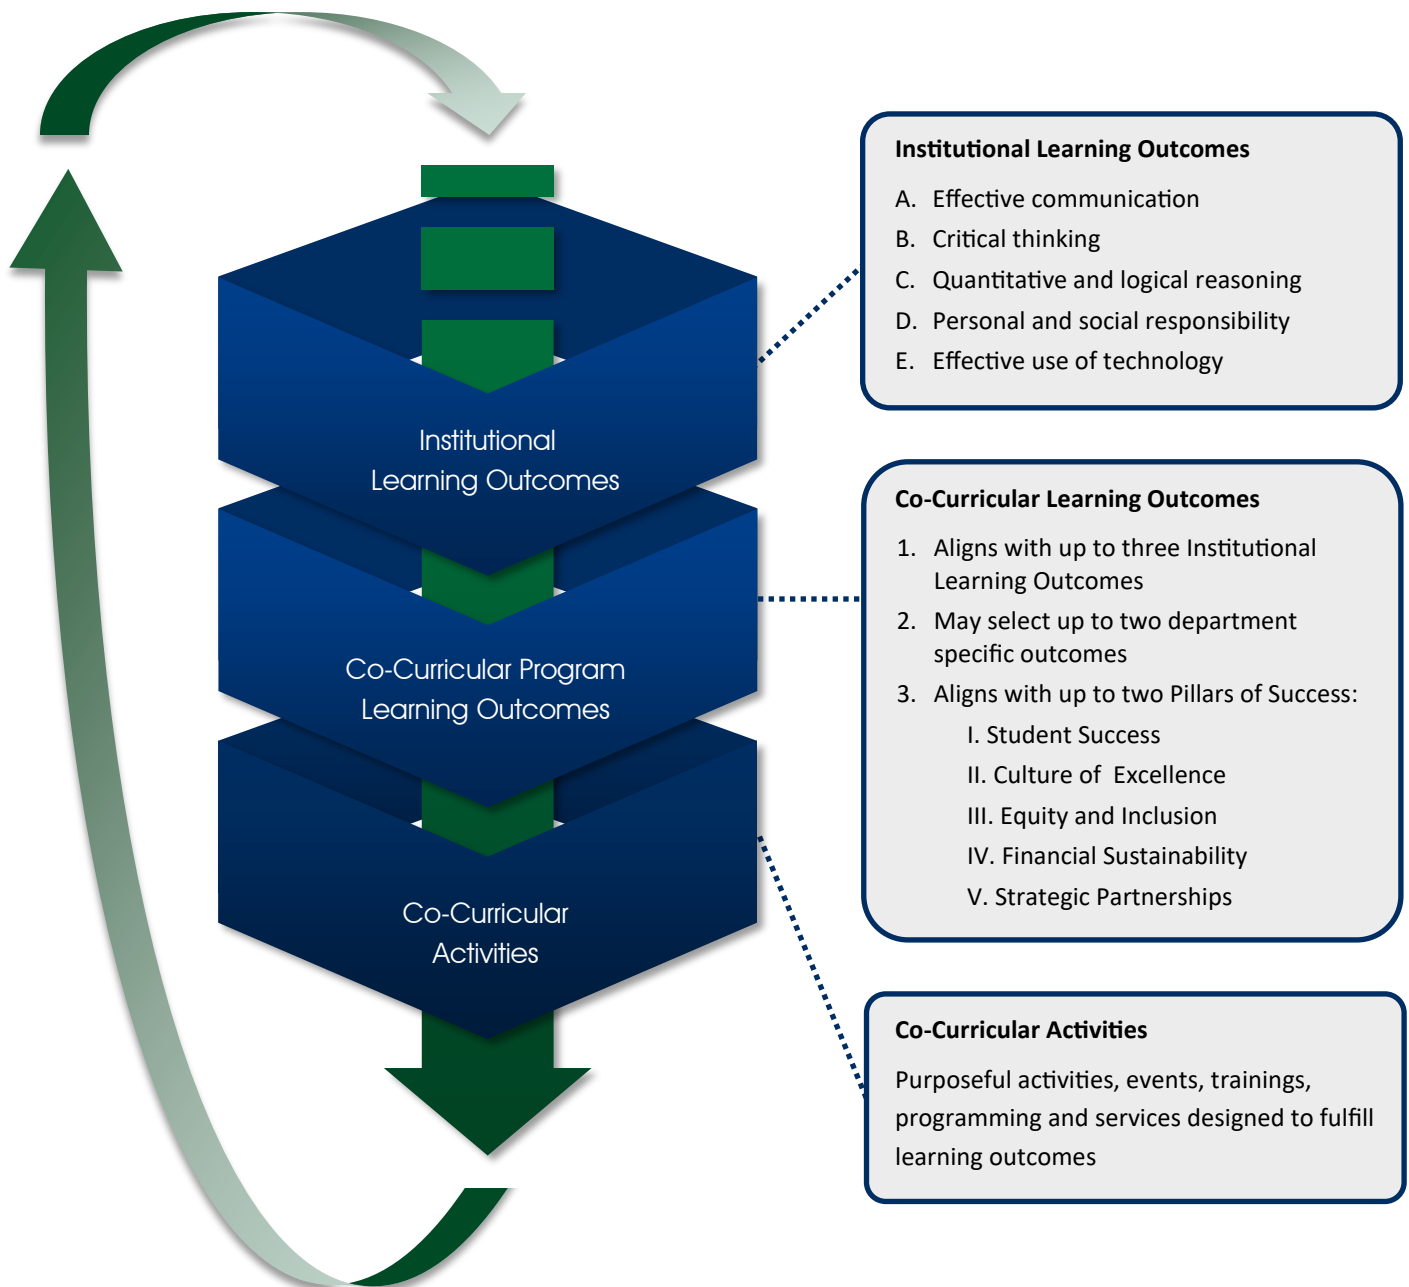 Institutional
Learning Outcomes
Co-Curricular Program
Learning Outcomes
Co-Curricular
Activities
Institutional Learning Outcomes
A. Effective communication
B. Critical thinking
C. Quantitative and logical reasoning
D. Personal and social responsibility
E. Effective use of technology
Co-Curricular Learning Outcomes
1. Aligns with up to three Institutional
Learning Outcomes
2. May select up to two department
specific outcomes
3. Aligns with up to two Pillars of Success:
I. Student Success
II. Culture of Excellence
III. Equity and Inclusion
IV. Financial Sustainability
V. Strategic Partnerships
Co-Curricular Activities
Purposeful activities, events, trainings,
programming and services designed to fulfill
learning outcomes